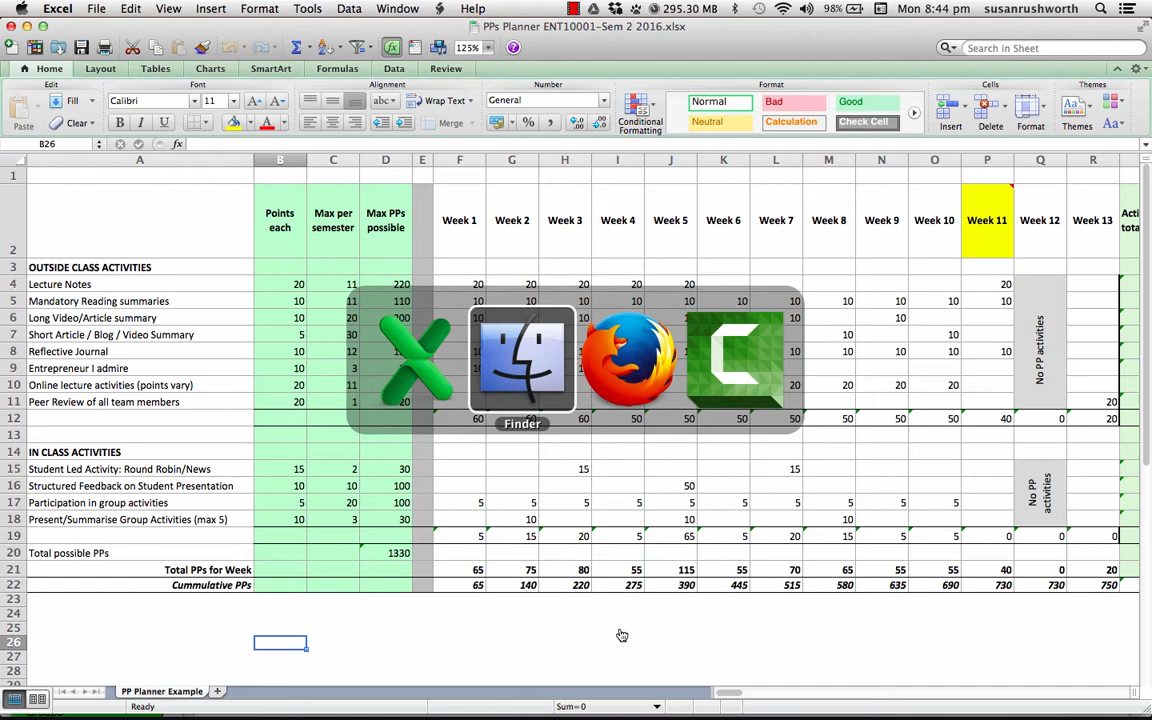 Excel File Edit View Insert Format Tools Data Window Help 295.30 MB 98% Mon 8:44 pm susanrushworth
PPs Planner ENT10001-Sem 2 2016.xlsx
125% Search in Sheet
Home Layout Tables Charts SmartArt Formulas Data Review
Edit Font Alignment Number Format Cells Themes
Paste Fill Calibri 11 abc Wrap Text General Normal Bad Good
Clear B I U Merge % Conditional Formatting Neutral Calculation Check Cell Insert Delete Format Themes Aa
B26 fx
A B C D E F G H I J K L M N O P Q R
1
2 Points each Max per semester Max PPs possible Week 1 Week 2 Week 3 Week 4 Week 5 Week 6 Week 7 Week 8 Week 9 Week 10 Week 11 Week 12 Week 13
3 OUTSIDE CLASS ACTIVITIES
4 Lecture Notes 20 11 220 20 20 20 20 20 20
5 Mandatory Reading summaries 10 11 110 10 10 10 10 10 10 10 10 10 10 10
6 Long Video/Article summary 10 20 10 10
7 Short Article / Blog / Video Summary 5 30 10 10
8 Reflective Journal 10 12 10 10 10 10
9 Entrepreneur I admire 10 3
10 Online lecture activities (points vary) 20 11 20 20 20 20
11 Peer Review of all team members 20 1 20 20
12 60 60 60 50 50 50 50 50 50 50 40 0 20
No PP activities
13
14 IN CLASS ACTIVITIES
15 Student Led Activity: Round Robin/News 15 2 30 15 15
16 Structured Feedback on Student Presentation 10 10 100 50
17 Participation in group activities 5 20 100 5 5 5 5 5 5 5 5 5 5
18 Present/Summarise Group Activities (max 5) 10 3 30 10 10 10
No PP activities
19 5 15 20 5 65 5 20 15 5 5 0 0 0
20 Total possible PPs 1330
21 Total PPs for Week 65 75 80 55 115 55 70 65 55 55 40 0 20
22 Cummulative PPs 65 140 220 275 390 445 515 580 635 690 730 730 750
23
24
25
26
27
28
Finder
PP Planner Example
Ready Sum=0